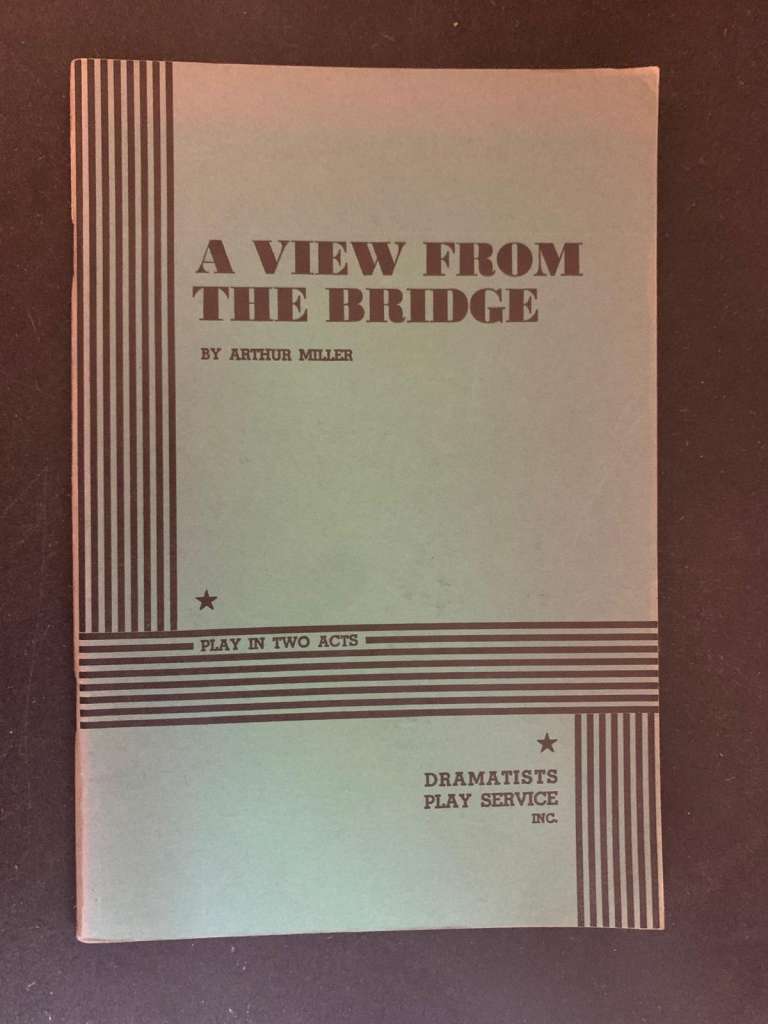 A VIEW FROM
THE BRIDGE
BY ARTHUR MILLER
PLAY IN TWO ACTS
DRAMATISTS
PLAY SERVICE
INC.